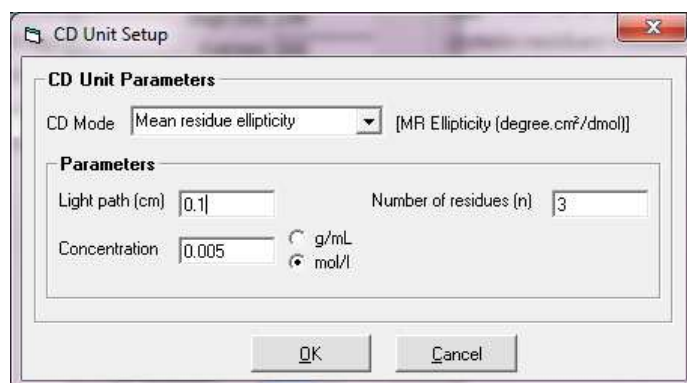 CD Unit Setup
CD Unit Parameters
CD Mode Mean residue ellipticity [MR Ellipticity (degree.cm²/dmol)]
Parameters
Light path (cm) 0.1 Number of residues (n) 3
Concentration 0.005 g/mL
mol/l
OK Cancel